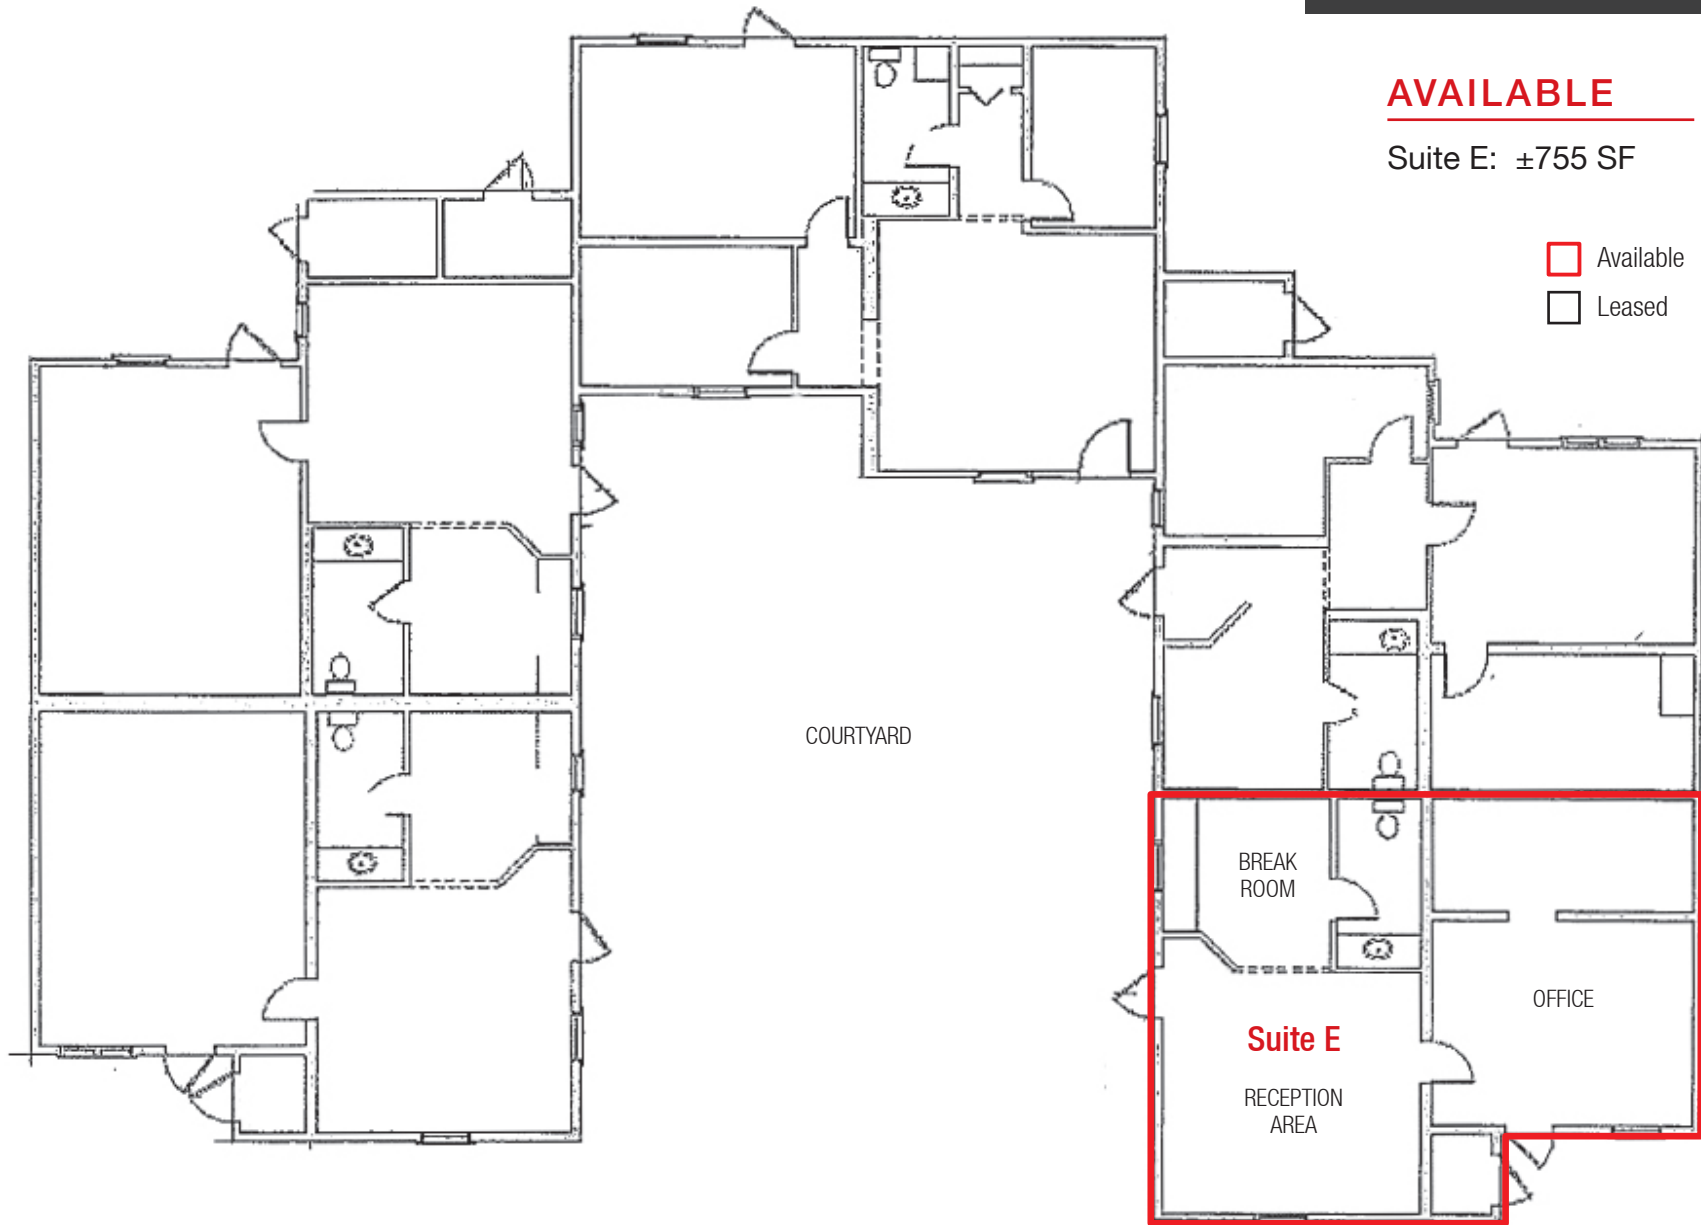 AVAILABLE
Suite E: ±755 SF
Available
Leased
COURTYARD
BREAK
ROOM
OFFICE
Suite E
RECEPTION
AREA